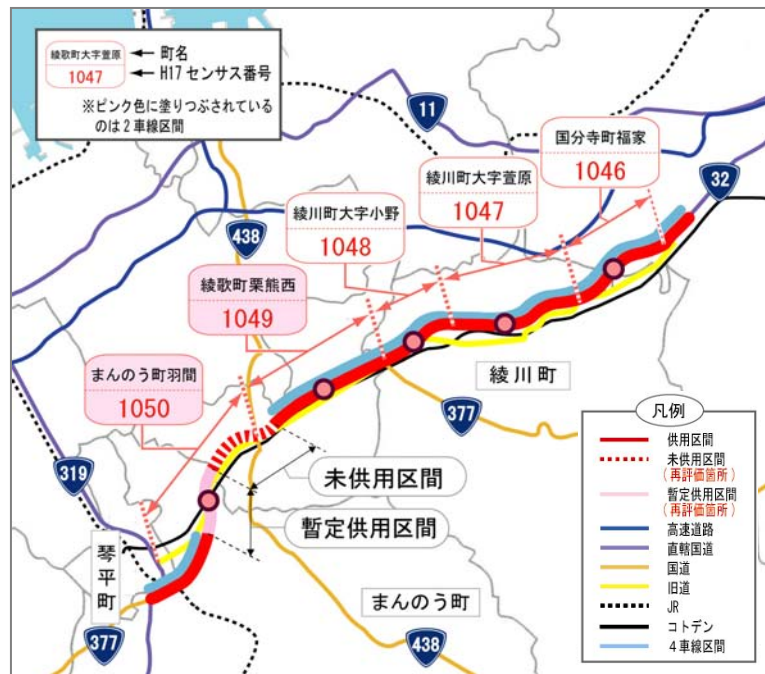 綾歌町大字萱原
1047
町名
H17センサス番号
※ピンク色に塗りつぶされている
のは2車線区間
11
国分寺町福家
1046
綾川町大字萱原
1047
32
綾川町大字小野
1048
438
綾歌町栗熊西
1049
まんのう町羽間
1050
綾川町
377
319
未供用区間
暫定供用区間
琴平町
まんのう町
377
438
凡例
供用区間
未供用区間
(再評価箇所)
暫定供用区間
(再評価箇所)
高速道路
直轄国道
国道
旧道
JR
コトデン
4車線区間